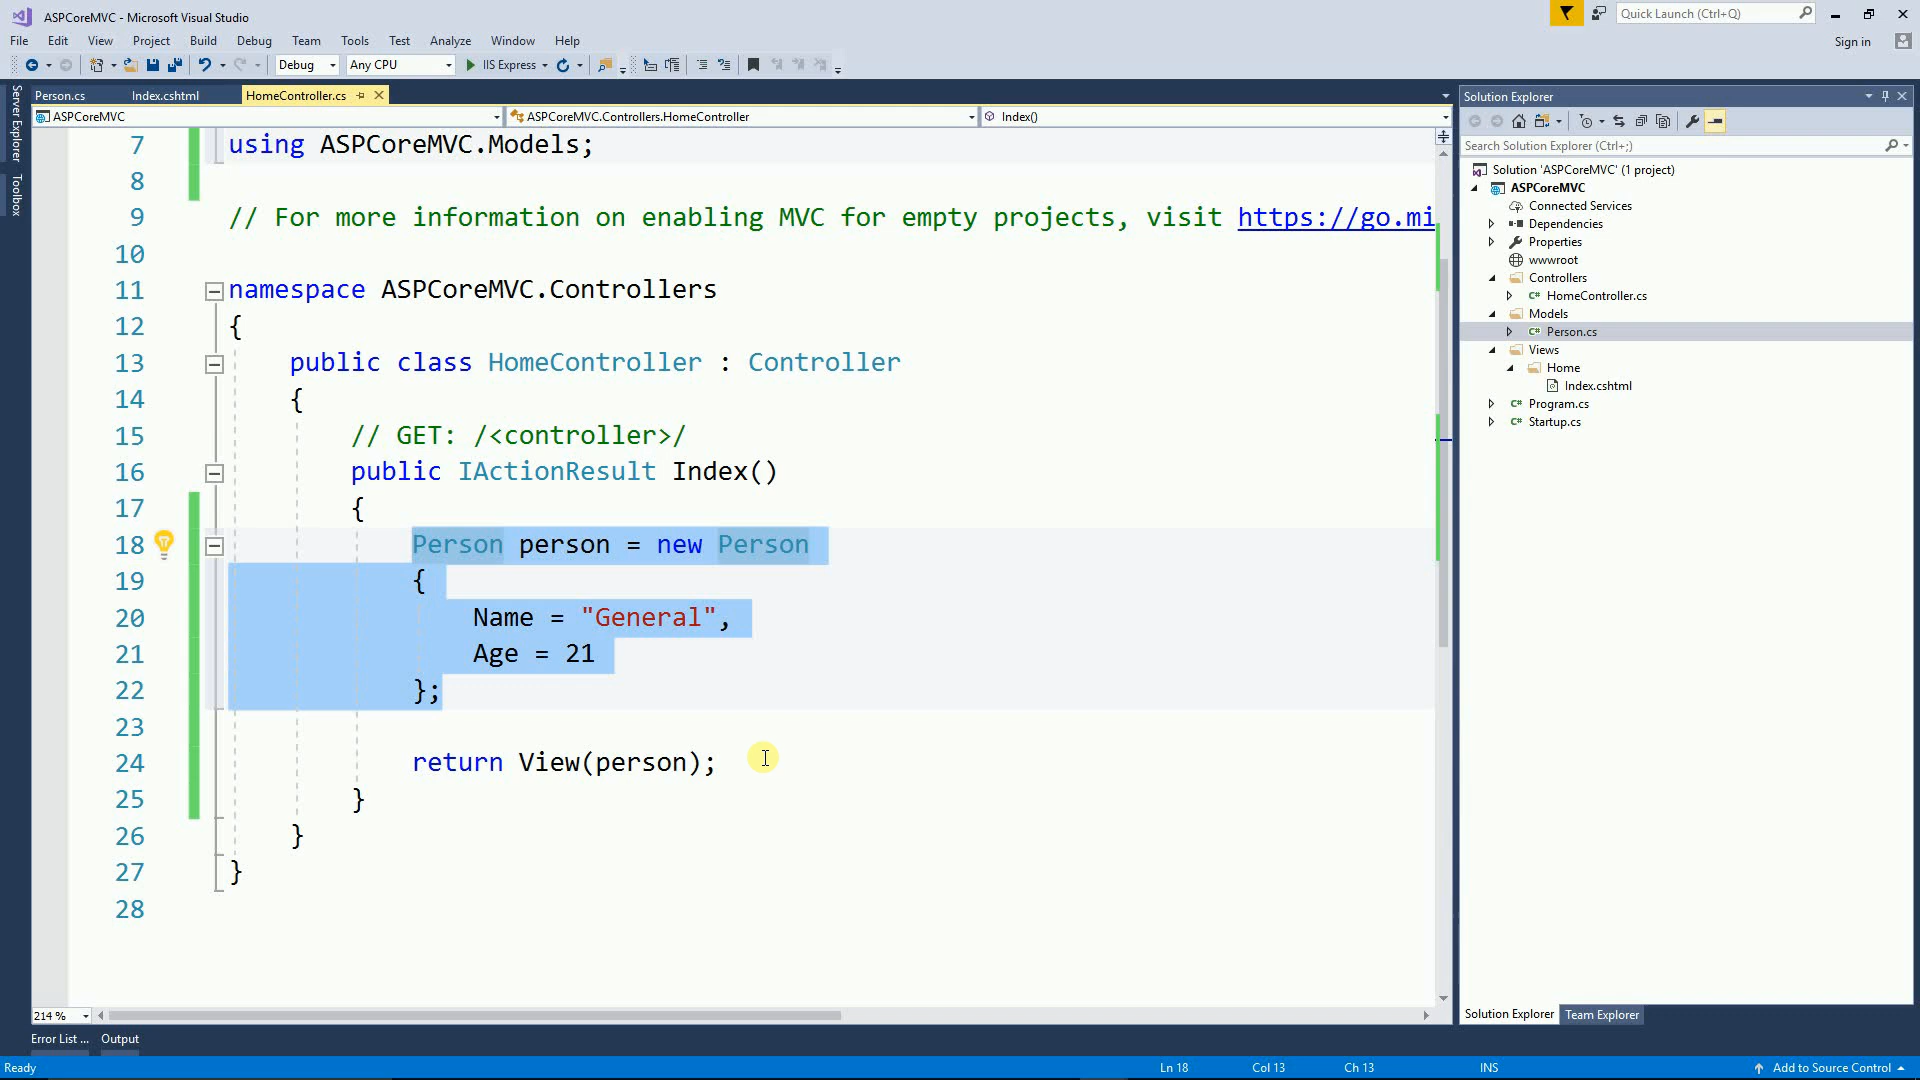 ASPCoreMVC - Microsoft Visual Studio
Quick Launch (Ctrl+Q)
File Edit View Project Build Debug Team Tools Test Analyze Window Help
Sign in
Debug Any CPU IIS Express
Server Explorer
Toolbox
Person.cs Index.cshtml HomeController.cs
ASPCoreMVC ASPCoreMVC.Controllers.HomeController Index()
7 using ASPCoreMVC.Models;
8
9 // For more information on enabling MVC for empty projects, visit https://go.mi
10
11 namespace ASPCoreMVC.Controllers
12 {
13 public class HomeController : Controller
14 {
15 // GET: /<controller>/
16 public IActionResult Index()
17 {
18 Person person = new Person
19 {
20 Name = "General",
21 Age = 21
22 };
23
24 return View(person);
25 }
26 }
27 }
28
214 %
Error List ... Output
Solution Explorer
Search Solution Explorer (Ctrl+;)
Solution 'ASPCoreMVC' (1 project)
ASPCoreMVC
Connected Services
Dependencies
Properties
wwwroot
Controllers
C# HomeController.cs
Models
C# Person.cs
Views
Home
Index.cshtml
C# Program.cs
C# Startup.cs
Solution Explorer Team Explorer
Ready Ln 18 Col 13 Ch 13 INS Add to Source Control